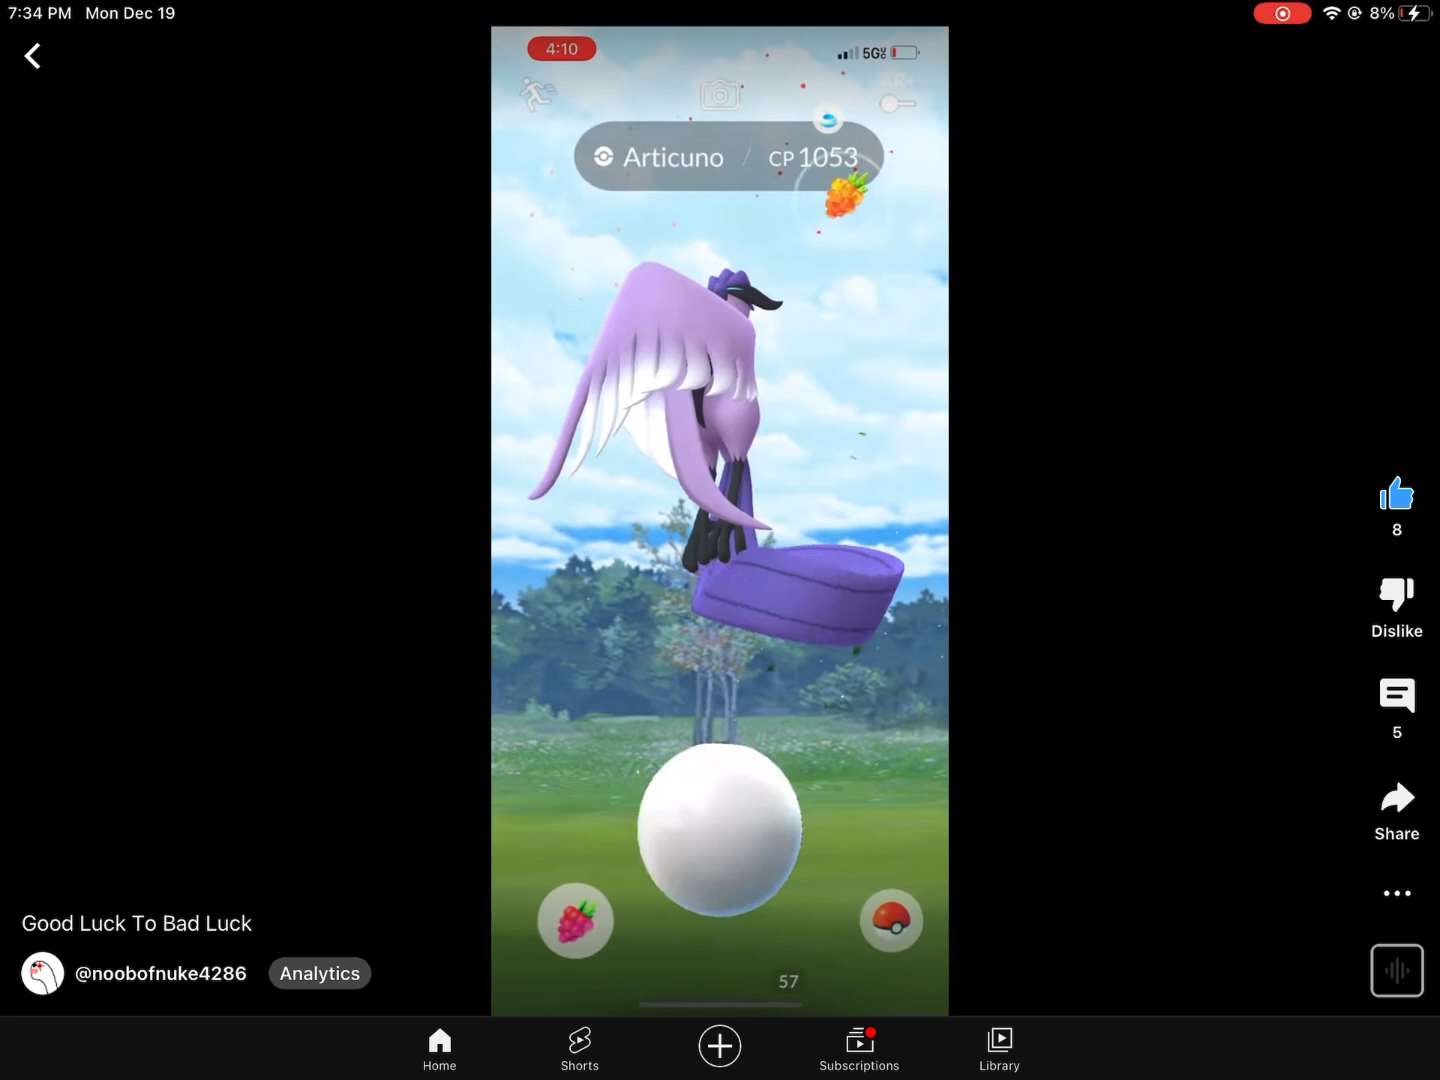 7:34 PM Mon Dec 19
8%
4:10
5G
Articuno / CP 1053
8
Dislike
5
Share
Good Luck To Bad Luck
@noobofnuke4286
Analytics
57
Home
Shorts
Subscriptions
Library